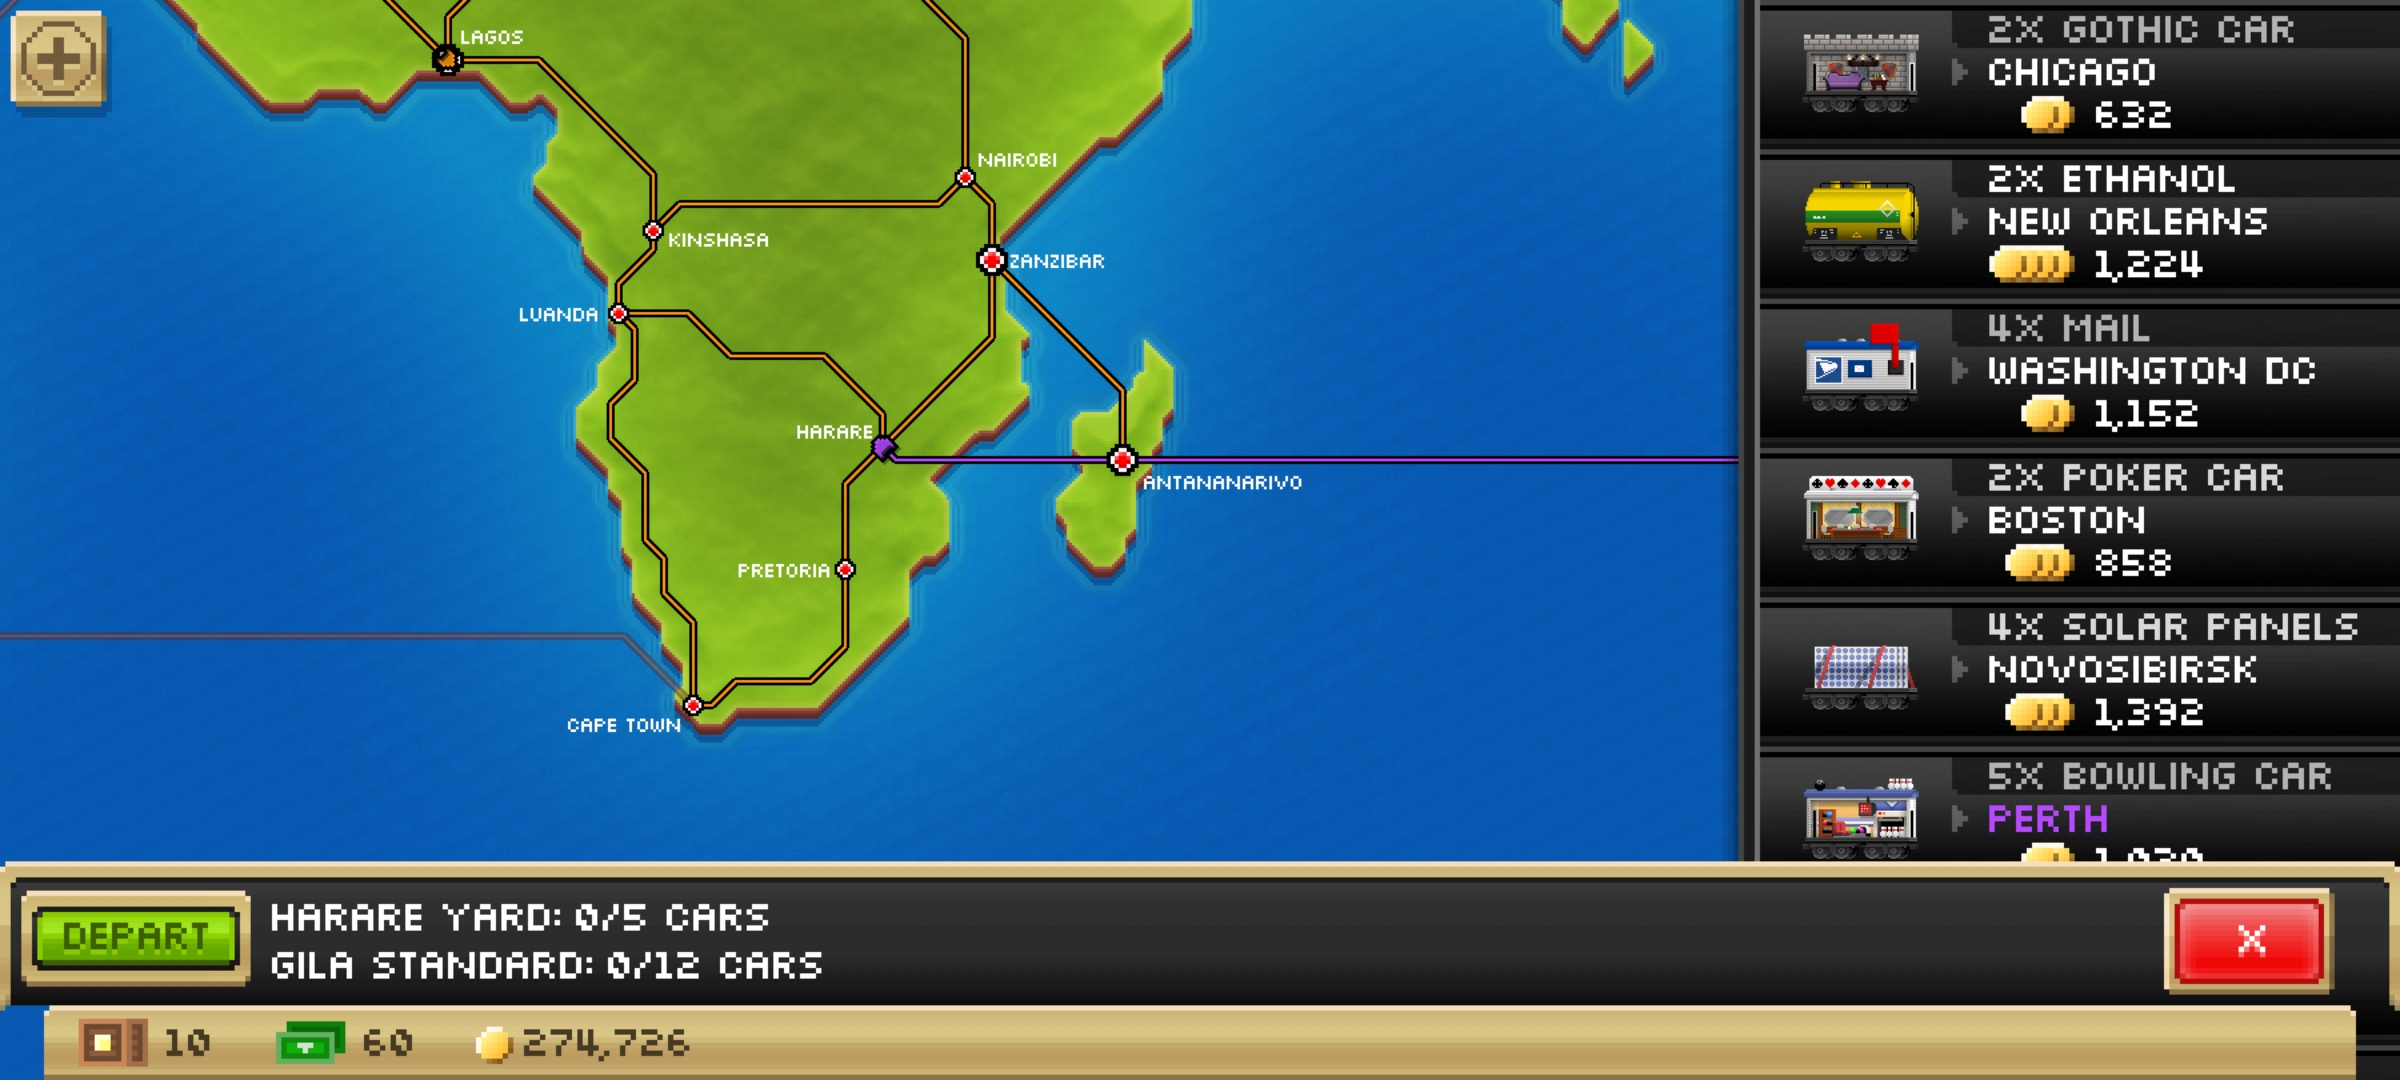 LAGOS
NAIROBI
KINSHASA
ZANZIBAR
LUANDA
HARARE
ANTANANARIVO
PRETORIA
CAPE TOWN
2X GOTHIC CAR
CHICAGO
632
2X ETHANOL
NEW ORLEANS
1,224
4X MAIL
WASHINGTON DC
1,152
2X POKER CAR
BOSTON
858
4X SOLAR PANELS
NOVOSIBIRSK
1,392
5X BOWLING CAR
PERTH
DEPART
HARARE YARD: 0/5 CARS
GILA STANDARD: 0/12 CARS
X
10
60
274,726